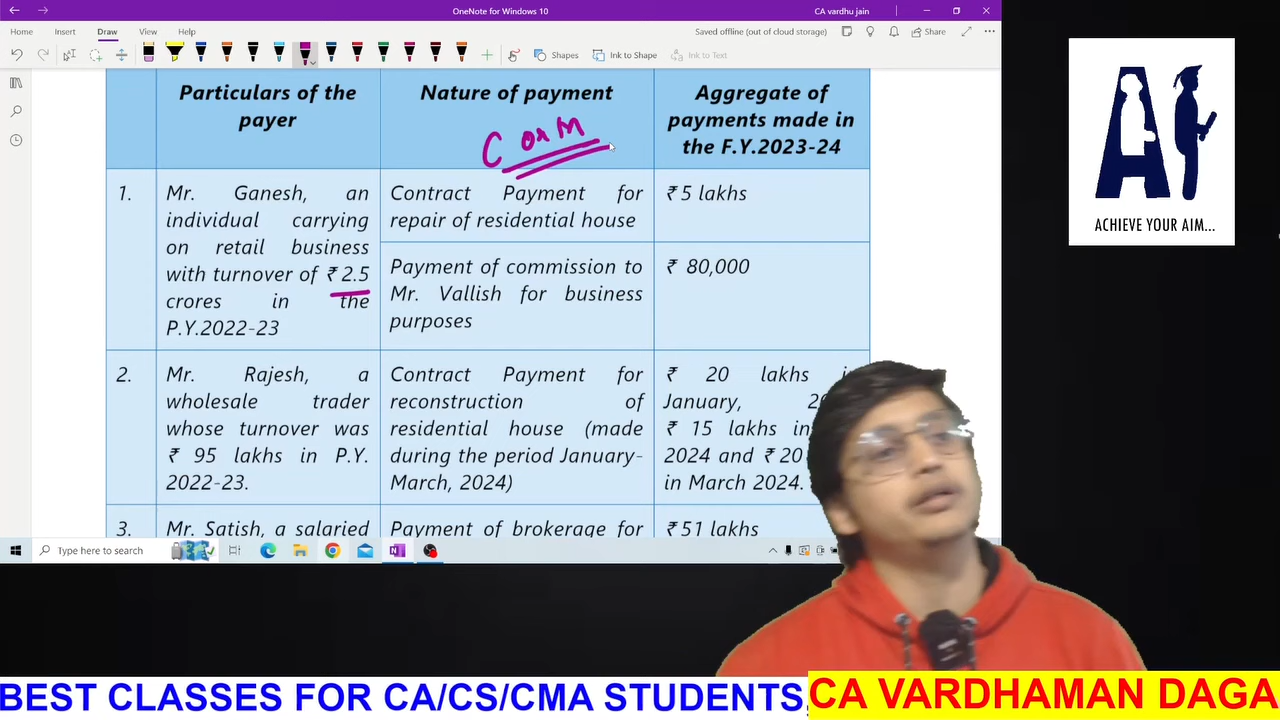 OneNote for Windows 10
CA vardhu jain
Home Insert Draw View Help
Saved offline (out of cloud storage)
Share
Shapes
Ink to Shape
Ink to Text
Particulars of the payer
Nature of payment
C or M
Aggregate of payments made in the F.Y.2023-24
1.
Mr. Ganesh, an
individual carrying
on retail business
with turnover of ₹ 2.5
crores in the
P.Y.2022-23
Contract Payment for
repair of residential house
₹ 5 lakhs
Payment of commission to
Mr. Vallish for business
purposes
₹ 80,000
2.
Mr. Rajesh, a
wholesale trader
whose turnover was
₹ 95 lakhs in P.Y.
2022-23.
Contract Payment for
reconstruction of
residential house (made
during the period January-
March, 2024)
₹ 20 lakhs
January,
₹ 15 lakhs in
2024 and ₹ 20
in March 2024.
3.
Mr. Satish, a salaried
Payment of brokerage for
₹ 51 lakhs
Type here to search
ACHIEVE YOUR AIM...
BEST CLASSES FOR CA/CS/CMA STUDENTS,
CA VARDHAMAN DAGA